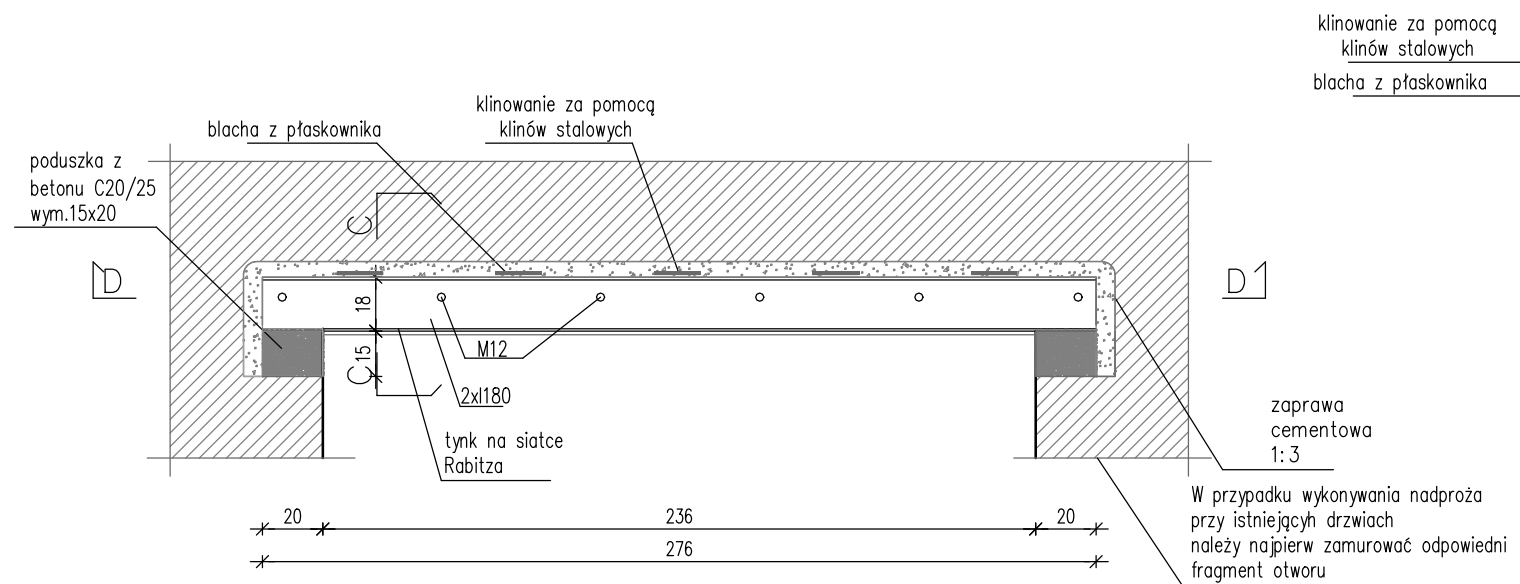 klinowanie za pomocą
klinów stalowych
blacha z płaskownika
klinowanie za pomocą
klinów stalowych
blacha z płaskownika
poduszka z
betonu C20/25
wym.15x20
C
D
D
18
15
C
M12
2xI180
tynk na siatce
Rabitza
zaprawa
cementowa
1:3
W przypadku wykonywania nadproża
przy istniejącyh drzwiach
należy najpierw zamurować odpowiedni
fragment otworu
20
236
20
276